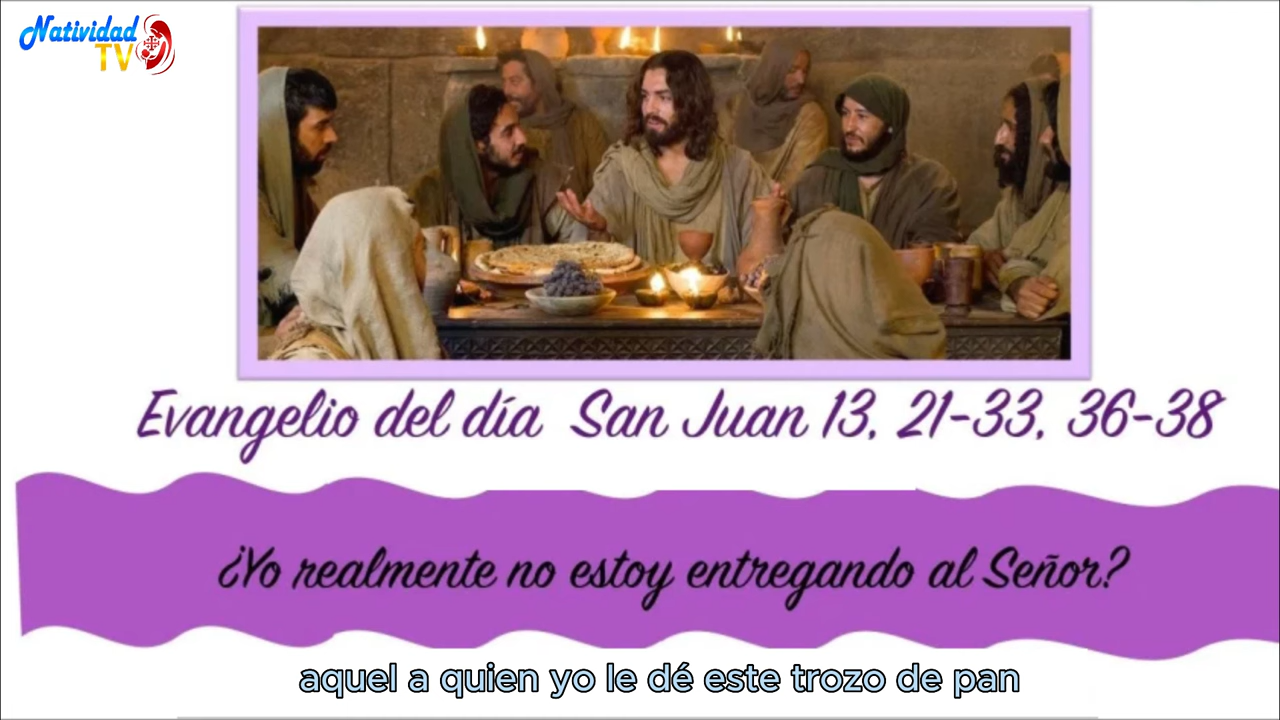 Natividad
TV
Evangelio del día San Juan 13, 21-33, 36-38
¿Yo realmente no estoy entregando al Señor?
aquel a quien yo le dé este trozo de pan